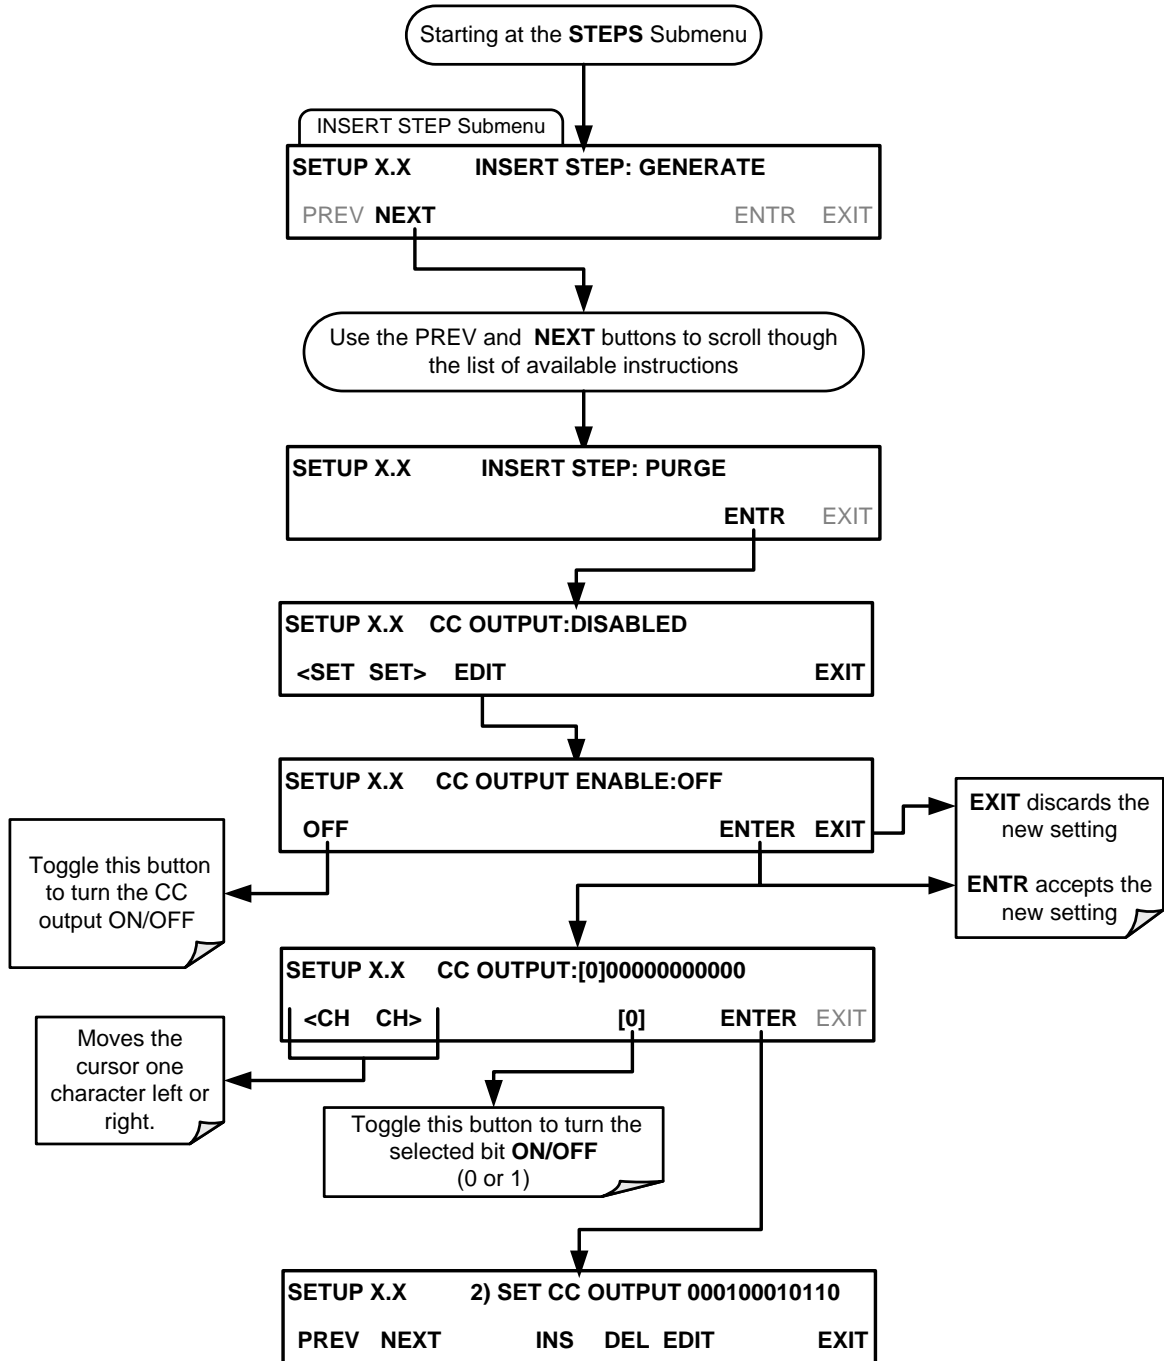 Starting at the STEPS Submenu
INSERT STEP Submenu
SETUP X.X INSERT STEP: GENERATE
PREV NEXT ENTR EXIT
Use the PREV and NEXT buttons to scroll though
the list of available instructions
SETUP X.X INSERT STEP: PURGE
ENTR EXIT
SETUP X.X CC OUTPUT:DISABLED
<SET SET> EDIT EXIT
SETUP X.X CC OUTPUT ENABLE:OFF
OFF ENTER EXIT
EXIT discards the
new setting
ENTR accepts the
new setting
Toggle this button
to turn the CC
output ON/OFF
SETUP X.X CC OUTPUT:[0]00000000000
<CH CH> [0] ENTER EXIT
Moves the
cursor one
character left or
right.
Toggle this button to turn the
selected bit ON/OFF
(0 or 1)
SETUP X.X 2) SET CC OUTPUT 000100010110
PREV NEXT INS DEL EDIT EXIT